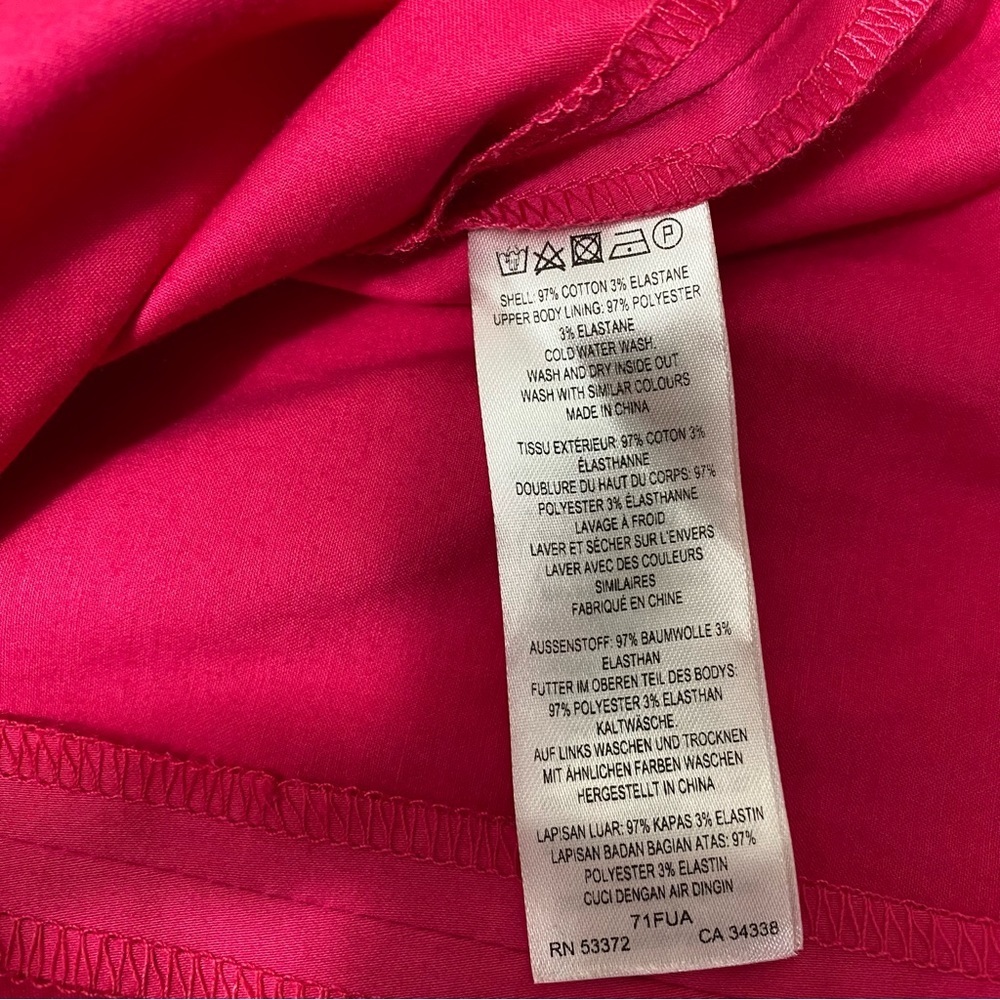 P
SHELL: 97% COTTON 3% ELASTANE
UPPER BODY LINING: 97% POLYESTER
3% ELASTANE
COLD WATER WASH.
WASH AND DRY INSIDE OUT
WASH WITH SIMILAR COLOURS
MADE IN CHINA
TISSU EXTÉRIEUR: 97% COTON 3%
ÉLASTHANNE
DOUBLURE DU HAUT DU CORPS: 97%
POLYESTER 3% ÉLASTHANNE
LAVAGE À FROID
LAVER ET SÉCHER SUR L'ENVERS
LAVER AVEC DES COULEURS
SIMILAIRES
FABRIQUÉ EN CHINE
AUSSENSTOFF: 97% BAUMWOLLE 3%
ELASTHAN
FUTTER IM OBEREN TEIL DES BODYS:
97% POLYESTER 3% ELASTHAN
KALTWÄSCHE.
AUF LINKS WASCHEN UND TROCKNEN
MIT ÄHNLICHEN FARBEN WASCHEN
HERGESTELLT IN CHINA
LAPISAN LUAR: 97% KAPAS 3% ELASTIN
LAPISAN BADAN BAGIAN ATAS: 97%
POLYESTER 3% ELASTIN
CUCI DENGAN AIR DINGIN
71FUA
RN 53372 CA 34338